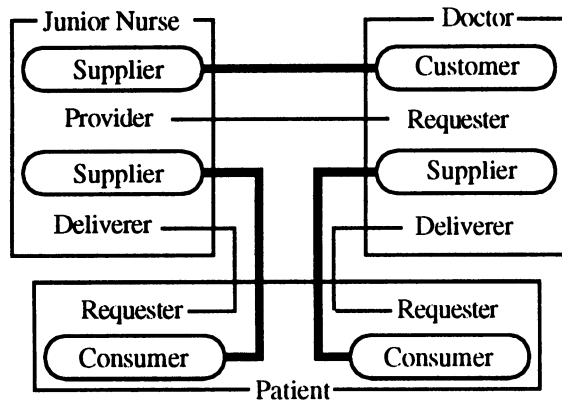 Junior Nurse
Doctor
Supplier
Customer
Provider
Requester
Supplier
Supplier
Deliverer
Deliverer
Requester
Requester
Consumer
Consumer
Patient